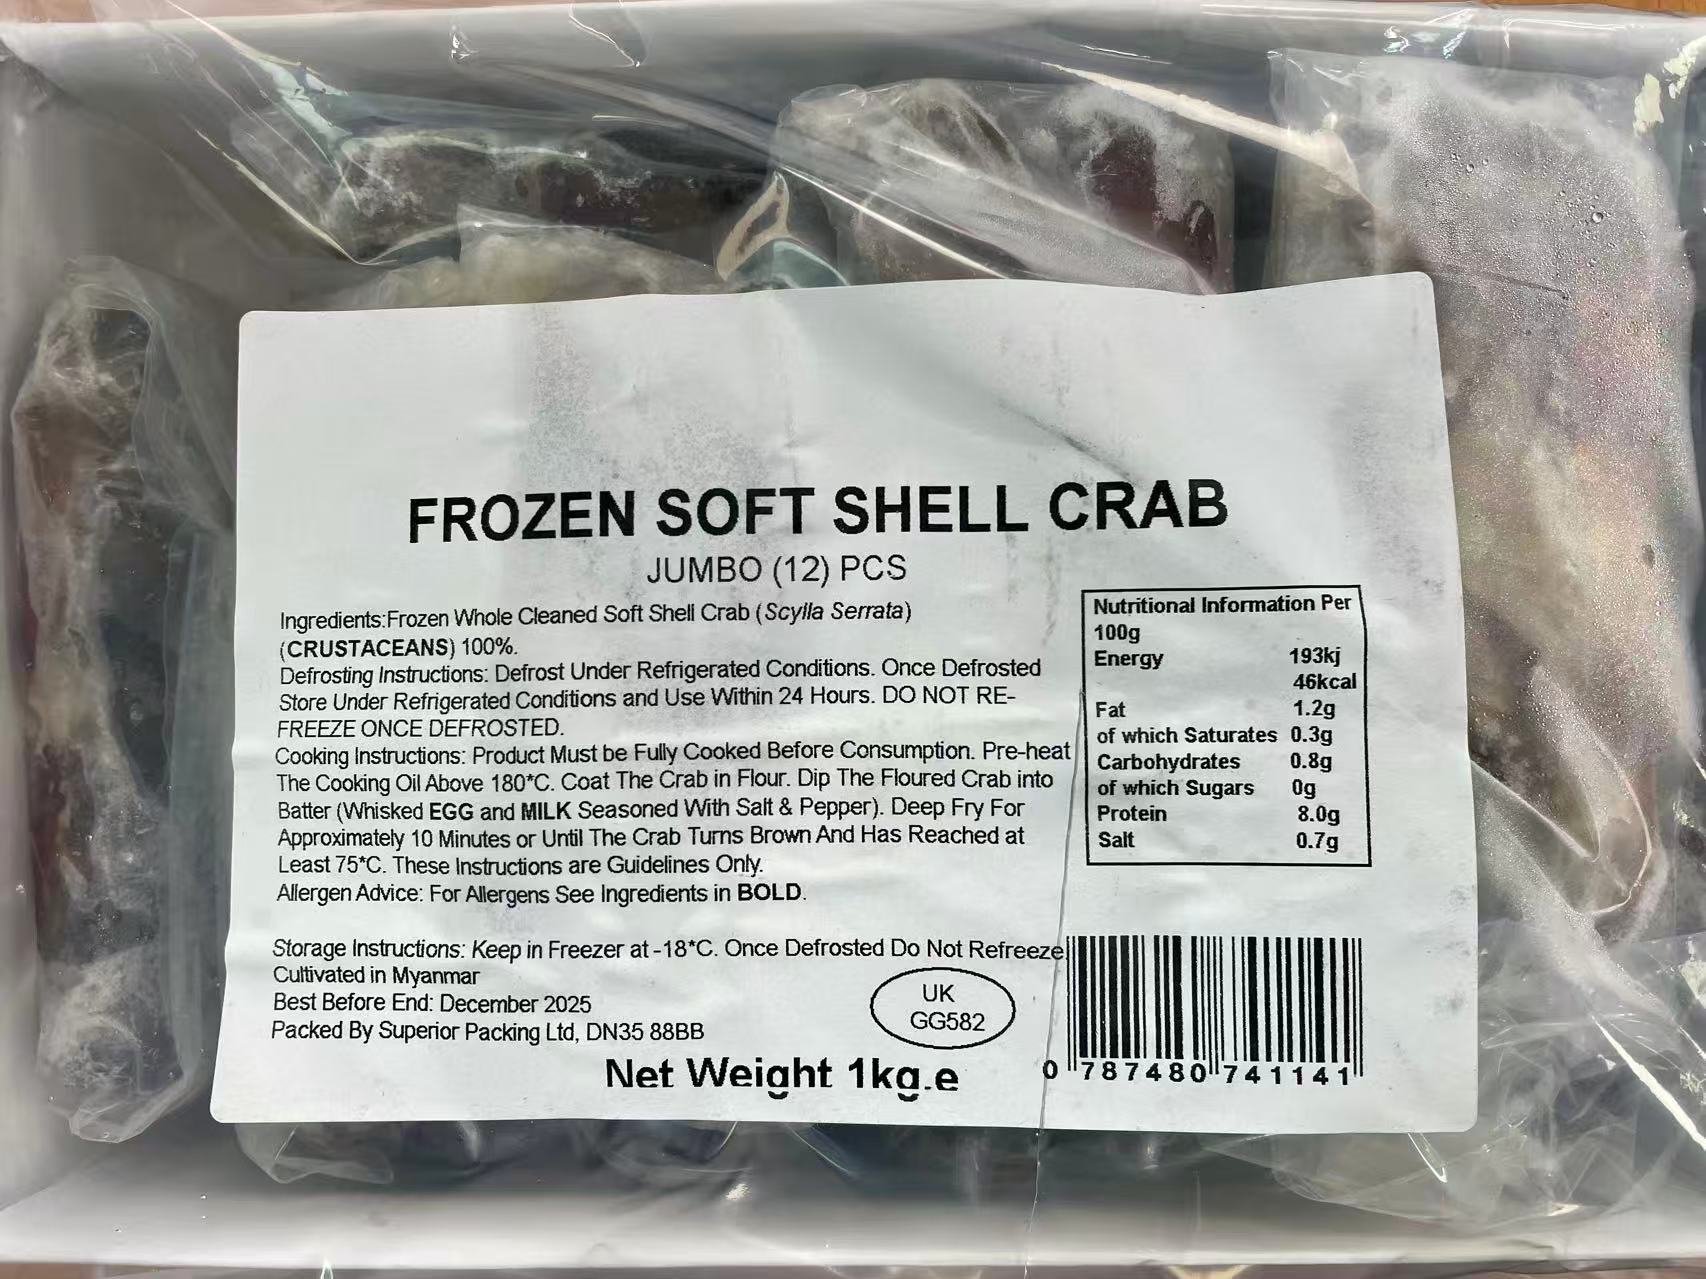 FROZEN SOFT SHELL CRAB
JUMBO (12) PCS
Ingredients:Frozen Whole Cleaned Soft Shell Crab (Scylla Serrata)
(CRUSTACEANS) 100%.
Defrosting Instructions: Defrost Under Refrigerated Conditions. Once Defrosted
Store Under Refrigerated Conditions and Use Within 24 Hours. DO NOT RE-
FREEZE ONCE DEFROSTED.
Cooking Instructions: Product Must be Fully Cooked Before Consumption. Pre-heat
The Cooking Oil Above 180*C. Coat The Crab in Flour. Dip The Floured Crab into
Batter (Whisked EGG and MILK Seasoned With Salt & Pepper). Deep Fry For
Approximately 10 Minutes or Until The Crab Turns Brown And Has Reached at
Least 75*C. These Instructions are Guidelines Only.
Allergen Advice: For Allergens See Ingredients in BOLD.
Nutritional Information Per
100g
Energy 193kj
46kcal
Fat 1.2g
of which Saturates 0.3g
Carbohydrates 0.8g
of which Sugars 0g
Protein 8.0g
Salt 0.7g
Storage Instructions: Keep in Freezer at -18*C. Once Defrosted Do Not Refreeze
Cultivated in Myanmar
Best Before End: December 2025
Packed By Superior Packing Ltd, DN35 88BB
UK
GG582
Net Weight 1kg.e
0 787480 741141